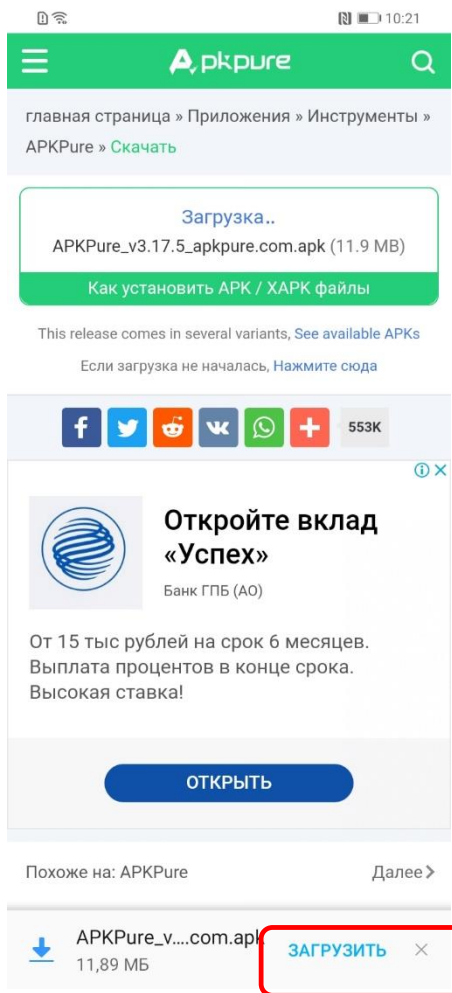 10:21
Apkpure
главная страница » Приложения » Инструменты »
APKPure » Скачать
Загрузка..
APKPure_v3.17.5_apkpure.com.apk (11.9 MB)
Как установить APK / XAPK файлы
This release comes in several variants, See available APKs
Если загрузка не началась, Нажмите сюда
553K
Откройте вклад
«Успех»
Банк ГПБ (АО)
От 15 тыс рублей на срок 6 месяцев.
Выплата процентов в конце срока.
Высокая ставка!
ОТКРЫТЬ
Похоже на: APKPure Далее
APKPure_v....com.apk ЗАГРУЗИТЬ
11,89 МБ